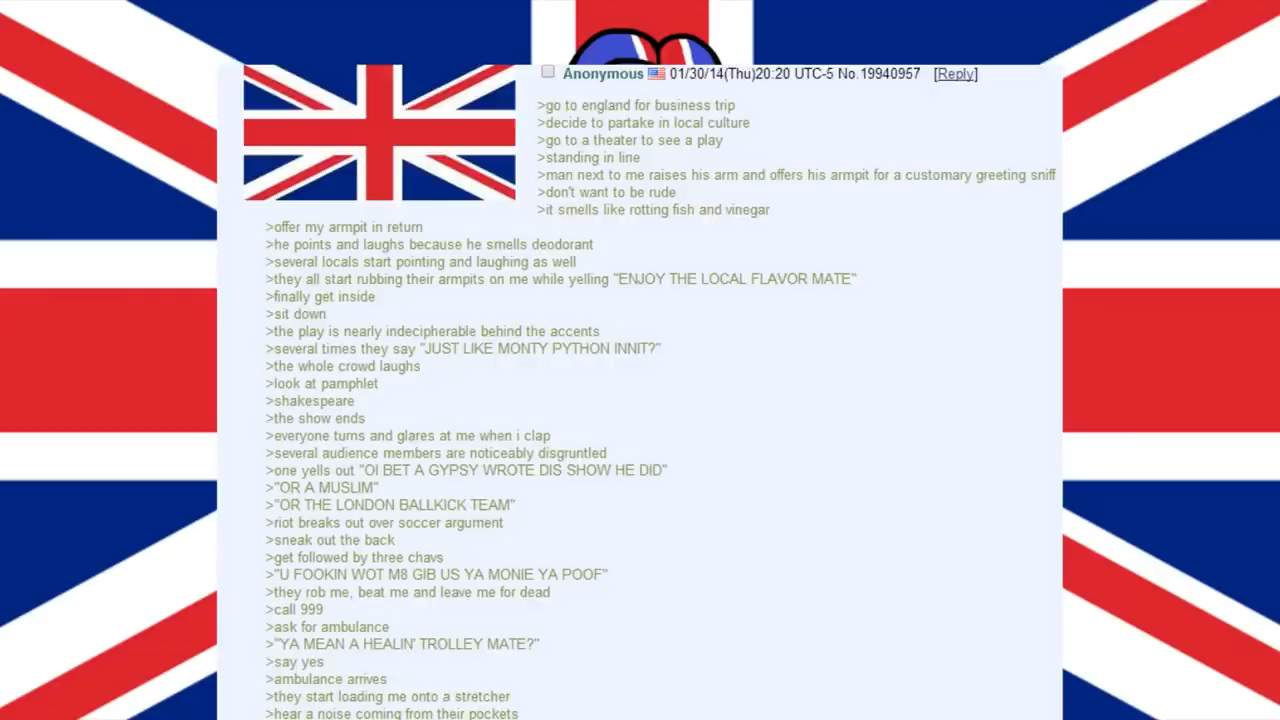 Anonymous 01/30/14(Thu)20:20 UTC-5 No.19940957 [Reply]
>go to england for business trip
>decide to partake in local culture
>go to a theater to see a play
>standing in line
>man next to me raises his arm and offers his armpit for a customary greeting sniff
>don't want to be rude
>it smells like rotting fish and vinegar
>offer my armpit in return
>he points and laughs because he smells deodorant
>several locals start pointing and laughing as well
>they all start rubbing their armpits on me while yelling "ENJOY THE LOCAL FLAVOR MATE"
>finally get inside
>sit down
>the play is nearly indecipherable behind the accents
>several times they say "JUST LIKE MONTY PYTHON INNIT?"
>the whole crowd laughs
>look at pamphlet
>shakespeare
>the show ends
>everyone turns and glares at me when i clap
>several audience members are noticeably disgruntled
>one yells out "OI BET A GYPSY WROTE DIS SHOW HE DID"
>"OR A MUSLIM"
>"OR THE LONDON BALLKICK TEAM"
>riot breaks out over soccer argument
>sneak out the back
>get followed by three chavs
>"U FOOKIN WOT M8 GIB US YA MONIE YA POOF"
>they rob me, beat me and leave me for dead
>call 999
>ask for ambulance
>"YA MEAN A HEALIN' TROLLEY MATE?"
>say yes
>ambulance arrives
>they start loading me onto a stretcher
>hear a noise coming from their pockets